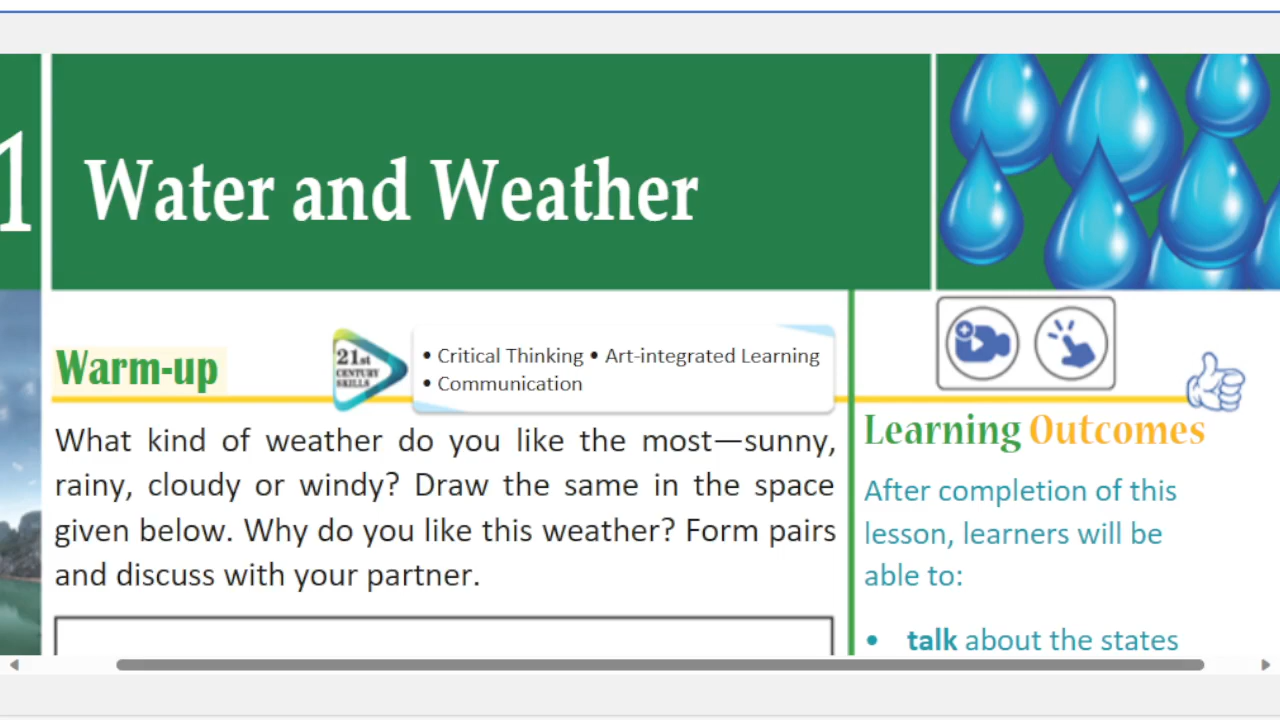 1
Water and Weather
Warm-up
21st
CENTURY
SKILLS
• Critical Thinking • Art-integrated Learning
• Communication
What kind of weather do you like the most—sunny,
rainy, cloudy or windy? Draw the same in the space
given below. Why do you like this weather? Form pairs
and discuss with your partner.
Learning Outcomes
After completion of this
lesson, learners will be
able to:
• talk about the states